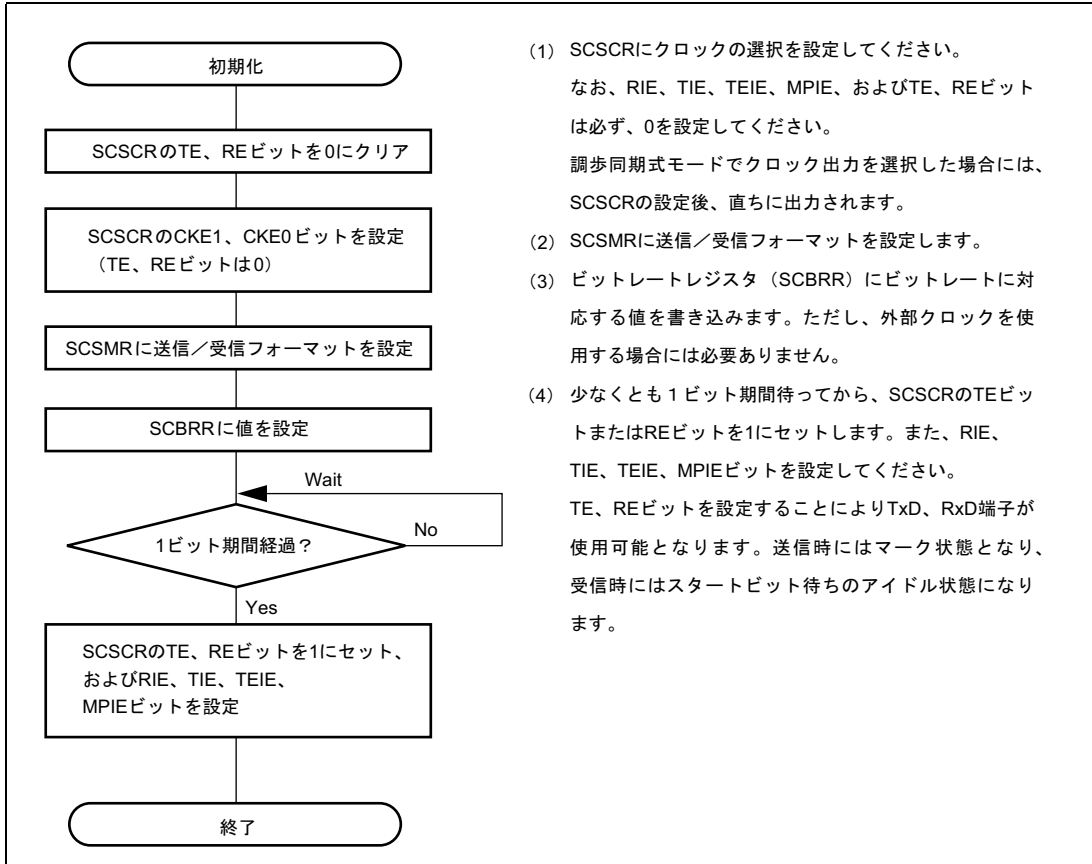 初期化
SCSCRのTE、REビットを0にクリア
SCSCRのCKE1、CKE0ビットを設定
（TE、REビットは0）
SCSMRに送信／受信フォーマットを設定
SCBRRに値を設定
Wait
1ビット期間経過？
No
Yes
SCSCRのTE、REビットを1にセット、
およびRIE、TIE、TEIE、
MPIEビットを設定
終了
（1） SCSCRにクロックの選択を設定してください。
なお、RIE、TIE、TEIE、MPIE、およびTE、REビット
は必ず、0を設定してください。
調歩同期式モードでクロック出力を選択した場合には、
SCSCRの設定後、直ちに出力されます。
（2） SCSMRに送信／受信フォーマットを設定します。
（3） ビットレートレジスタ（SCBRR）にビットレートに対
応する値を書き込みます。ただし、外部クロックを使
用する場合には必要ありません。
（4） 少なくとも１ビット期間待ってから、SCSCRのTEビッ
トまたはREビットを1にセットします。また、RIE、
TIE、TEIE、MPIEビットを設定してください。
TE、REビットを設定することによりTxD、RxD端子が
使用可能となります。送信時にはマーク状態となり、
受信時にはスタートビット待ちのアイドル状態になり
ます。